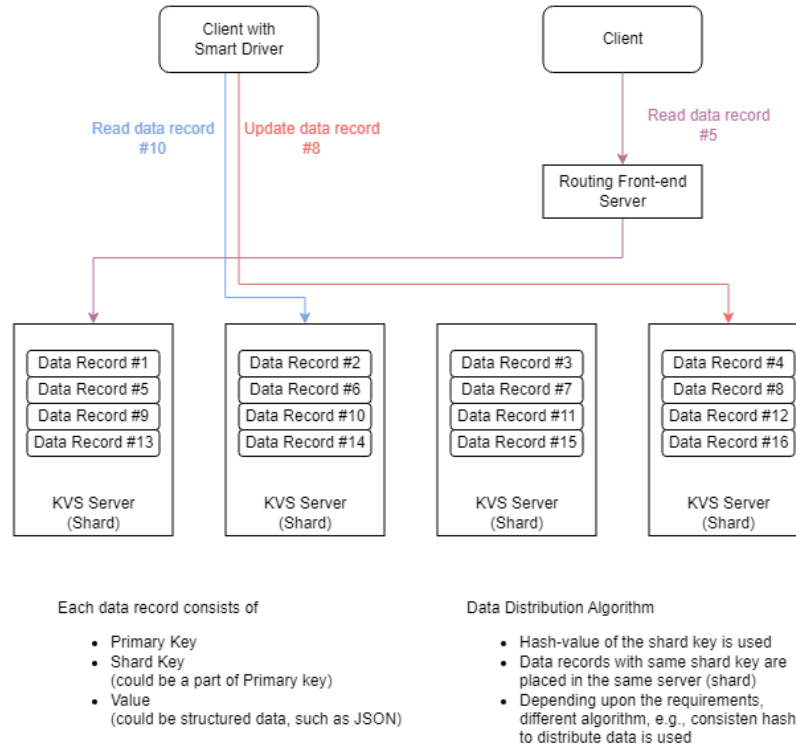 Client with
Smart Driver
Client
Read data record
#10
Update data record
#8
Read data record
#5
Routing Front-end
Server
Data Record #1
Data Record #5
Data Record #9
Data Record #13
KVS Server
(Shard)
Data Record #2
Data Record #6
Data Record #10
Data Record #14
KVS Server
(Shard)
Data Record #3
Data Record #7
Data Record #11
Data Record #15
KVS Server
(Shard)
Data Record #4
Data Record #8
Data Record #12
Data Record #16
KVS Server
(Shard)
Each data record consists of
• Primary Key
• Shard Key
(could be a part of Primary key)
• Value
(could be structured data, such as JSON)
Data Distribution Algorithm
• Hash-value of the shard key is used
• Data records with same shard key are
placed in the same server (shard)
• Depending upon the requirements,
different algorithm, e.g., consisten hash
to distribute data is used